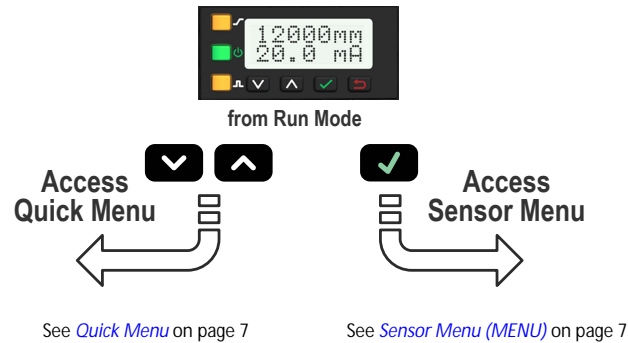 12000mm
20.0 mA
from Run Mode
Access
Quick Menu
Access
Sensor Menu
See Quick Menu on page 7
See Sensor Menu (MENU) on page 7